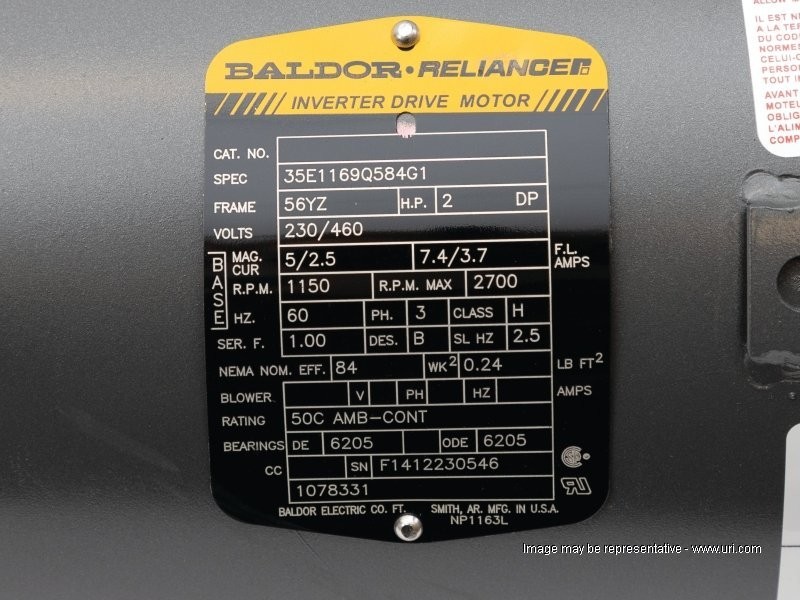 BALDOR • RELIANCE
INVERTER DRIVE MOTOR
CAT. NO.
SPEC 35E1169Q584G1
FRAME 56YZ H.P. 2 DP
VOLTS 230/460
BASE
MAG. CUR 5/2.5 7.4/3.7 F.L. AMPS
R.P.M. 1150 R.P.M. MAX 2700
HZ. 60 PH. 3 CLASS H
SER. F. 1.00 DES. B SL HZ 2.5
NEMA NOM. EFF. 84 WK² 0.24 LB FT²
BLOWER V PH HZ AMPS
RATING 50C AMB-CONT
BEARINGS DE 6205 ODE 6205
CC SN F1412230546
1078331
BALDOR ELECTRIC CO. FT. SMITH, AR. MFG. IN U.S.A.
NP1163L
IL EST
A LA
DU COD
NORMES
CELUI-C
PERSO
TOUT
AVANT
MOTEU
OBLIG
L'ALIM
COMP
Image may be representative - www.uri.com